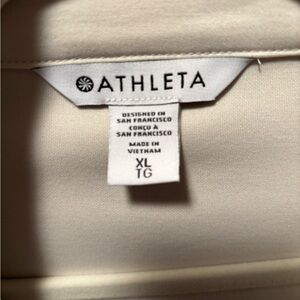 ATHLETA
DESIGNED IN
SAN FRANCISCO
CONÇU À
SAN FRANCISCO
MADE IN
VIETNAM
XL
TG